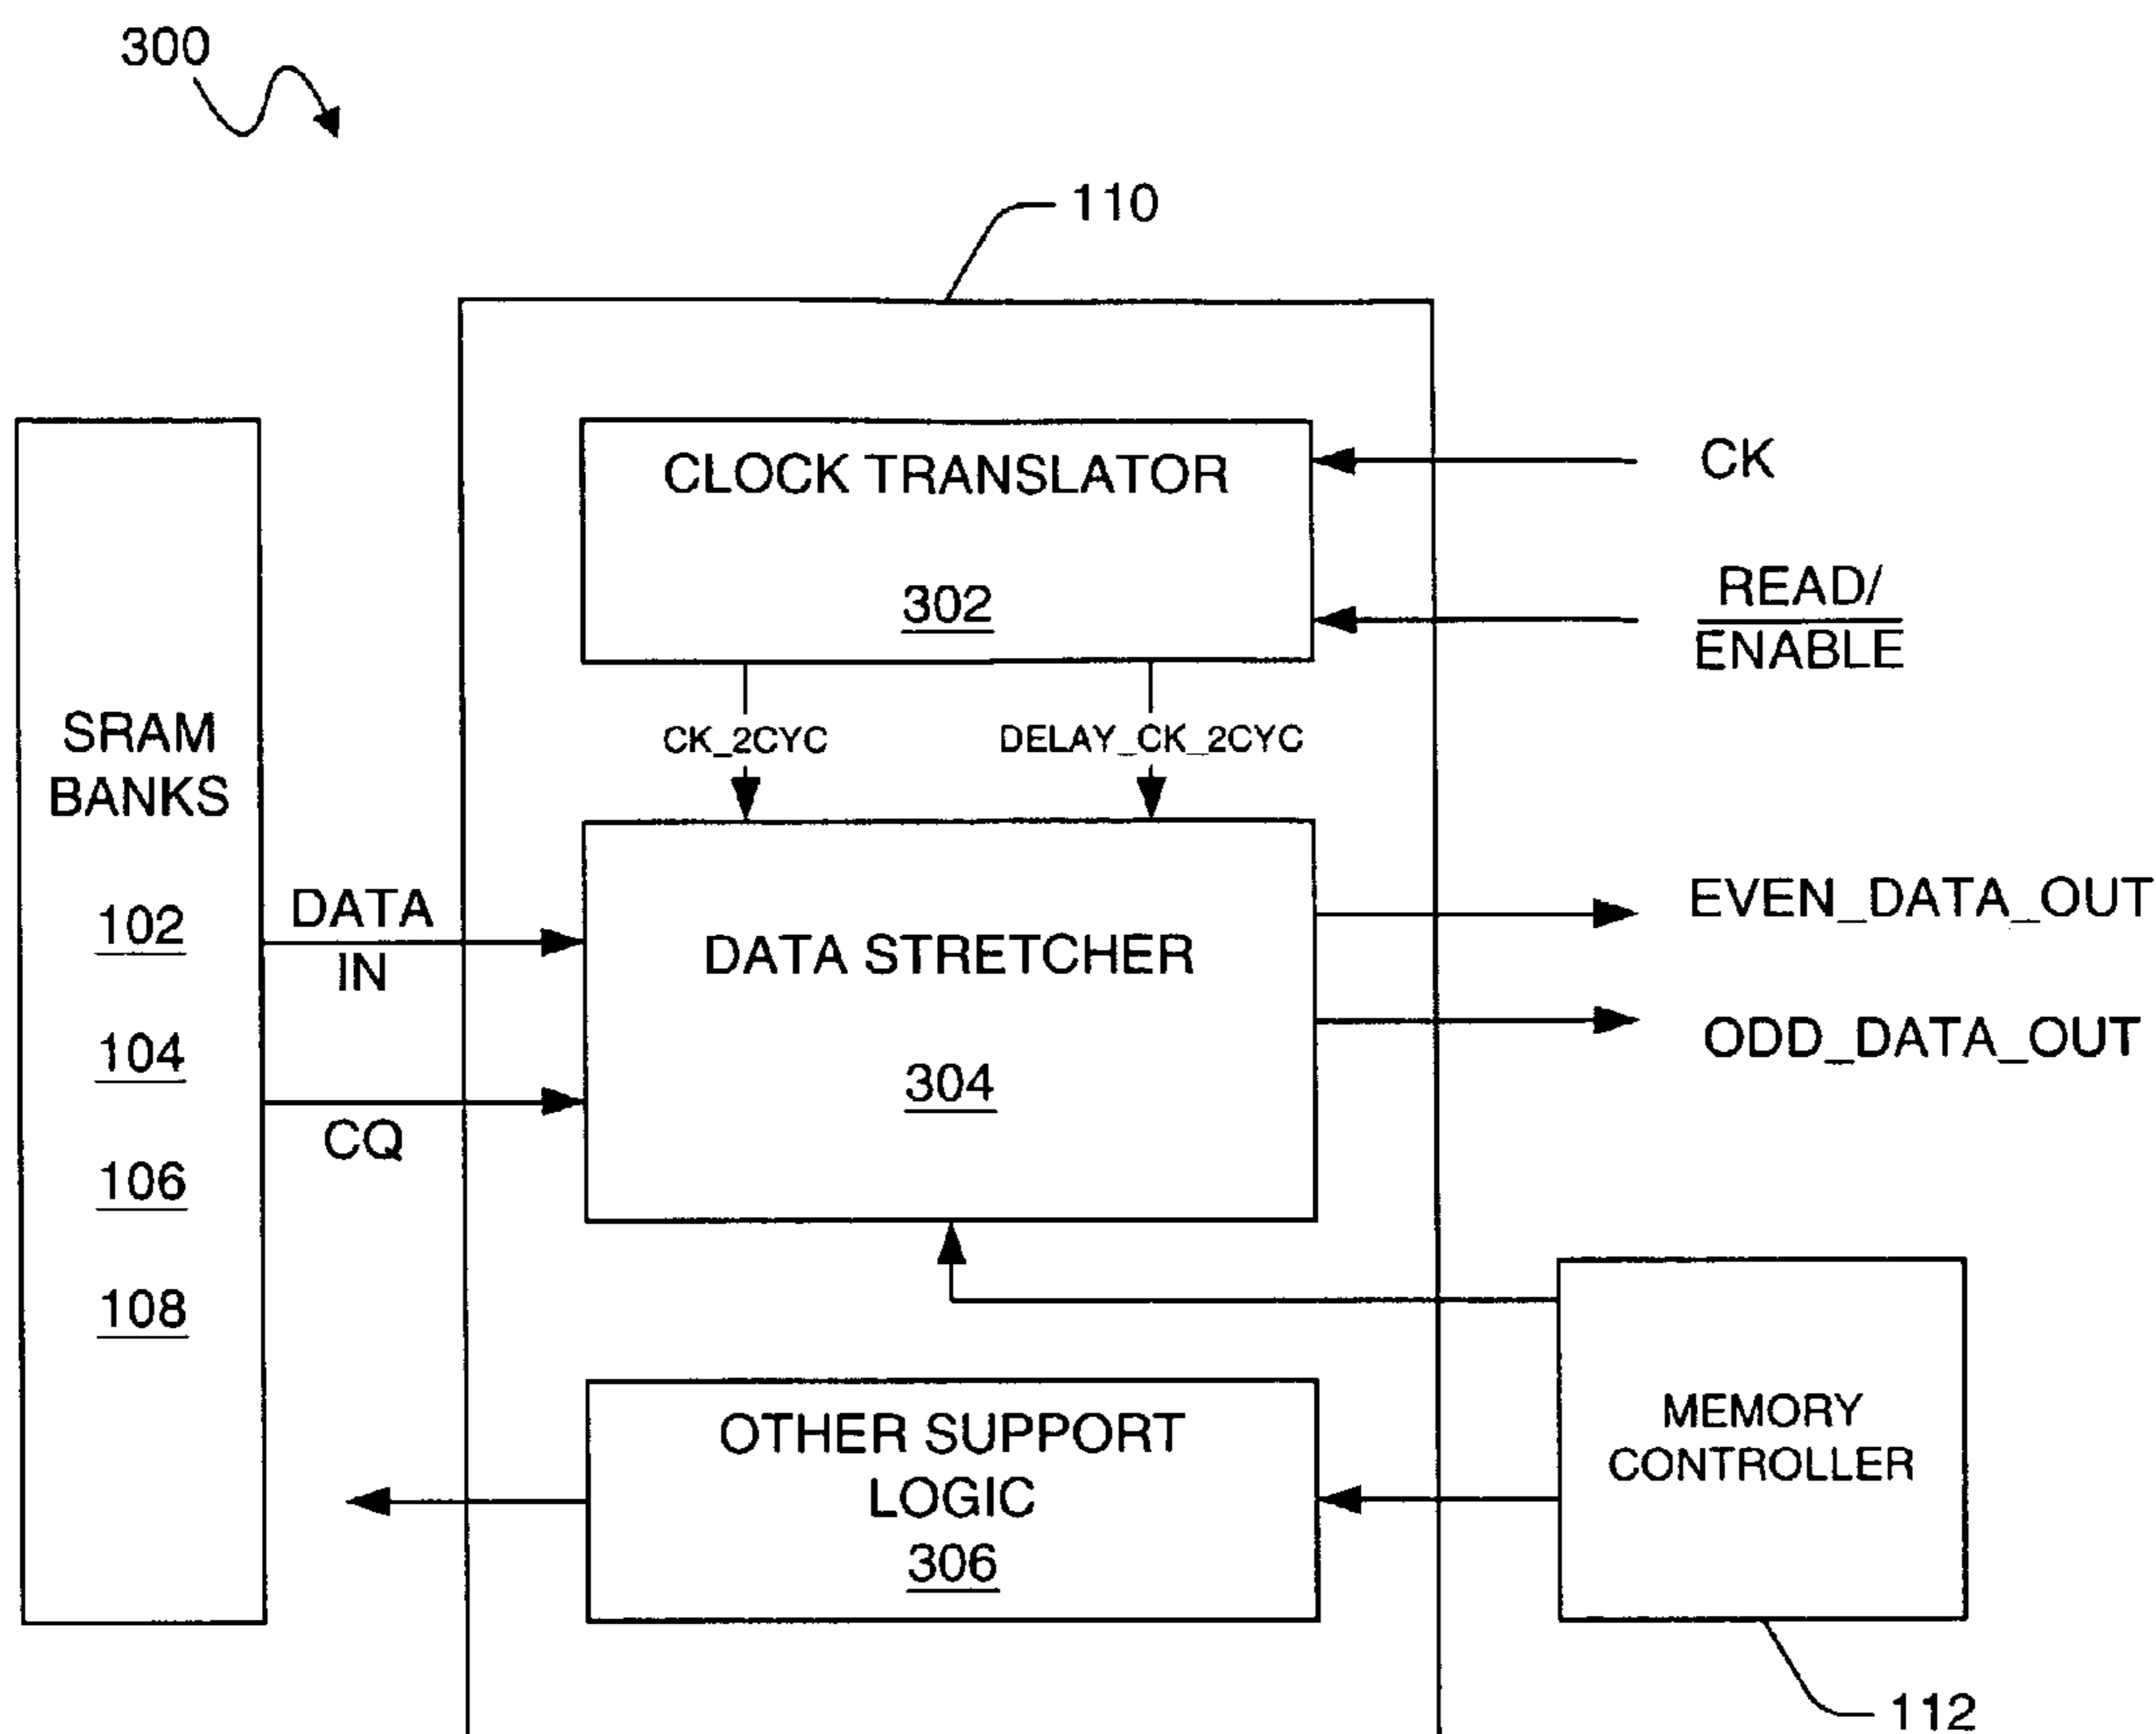 300
110
CLOCK TRANSLATOR
302
CK
READ/
ENABLE
CK_2CYC
DELAY_CK_2CYC
SRAM
BANKS
102
104
106
108
DATA
IN
CQ
DATA STRETCHER
304
EVEN_DATA_OUT
ODD_DATA_OUT
OTHER SUPPORT
LOGIC
306
MEMORY
CONTROLLER
112